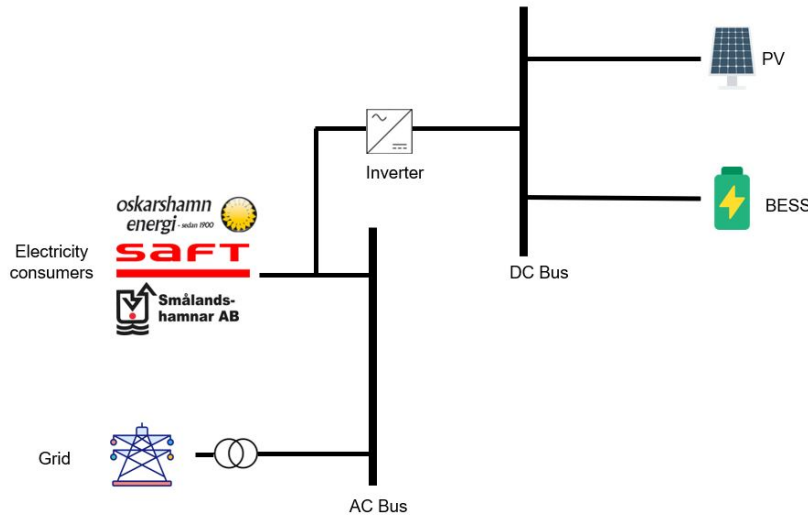 PV
Inverter
oskarshamn
energi - sedan 1900
BESS
Electricity
consumers
saft
DC Bus
Smålands-
hamnar AB
Grid
AC Bus